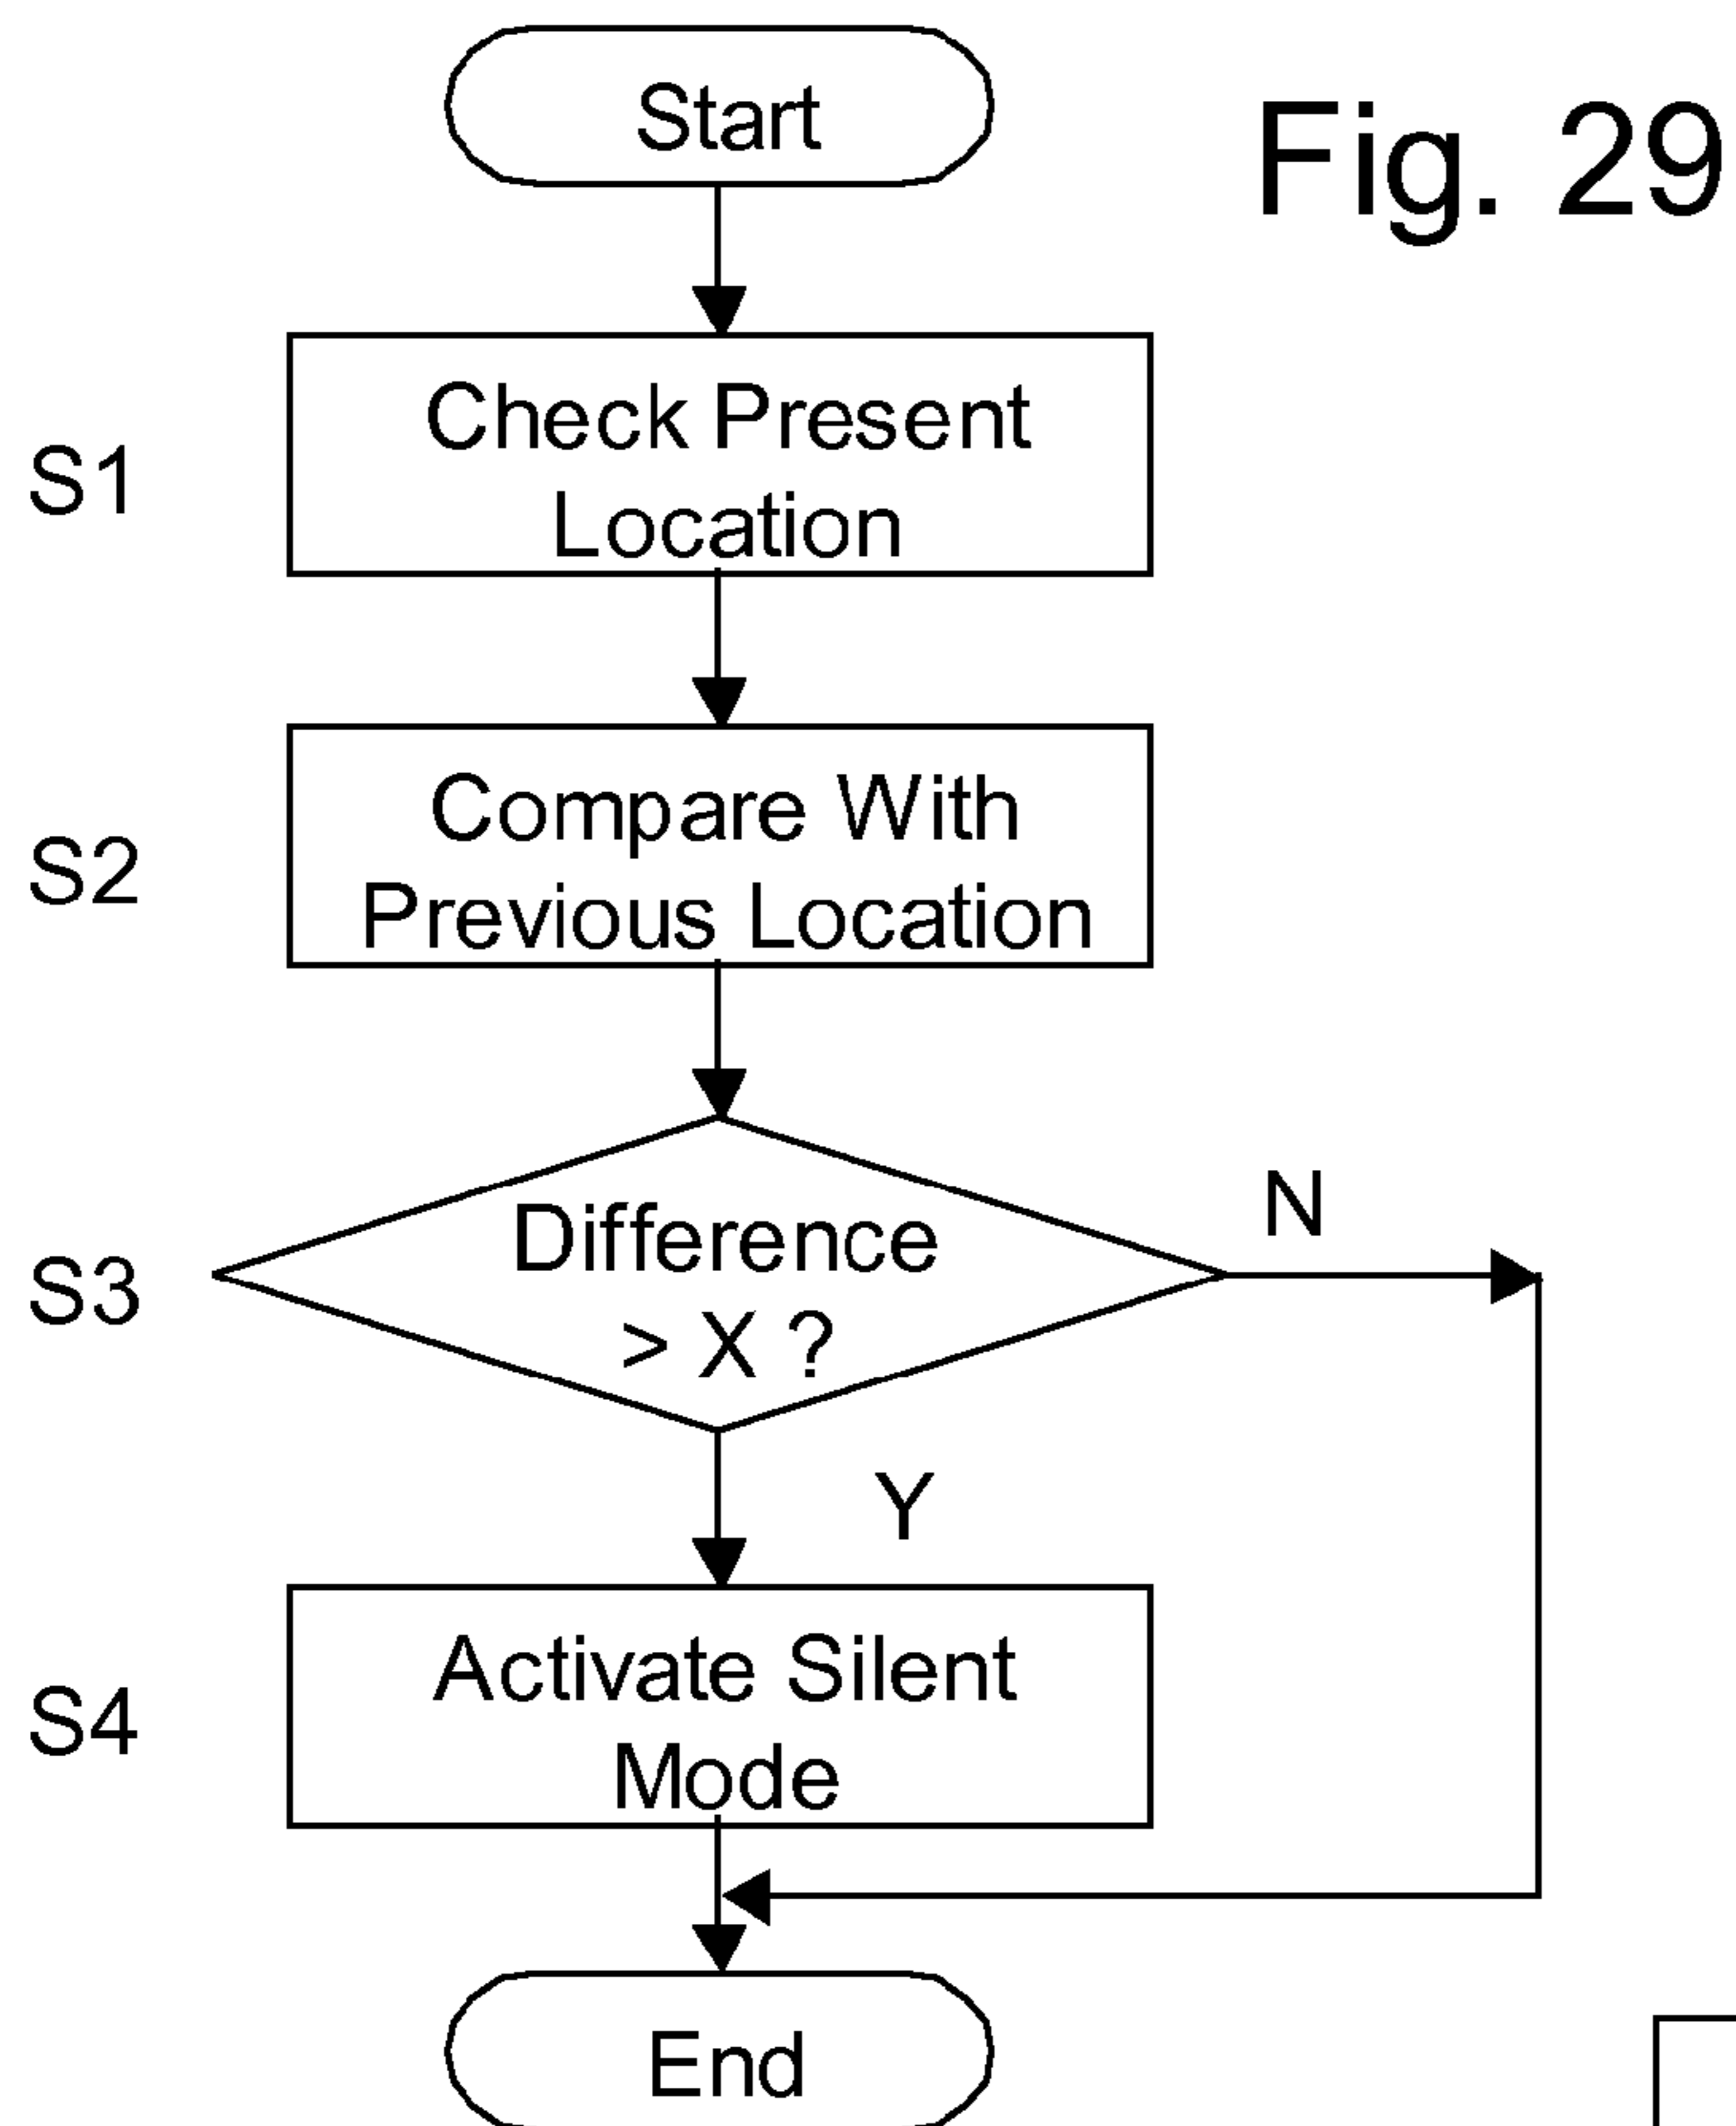 Start
Fig. 29
S1
Check Present
Location
S2
Compare With
Previous Location
S3
Difference
> X ?
N
Y
S4
Activate Silent
Mode
End